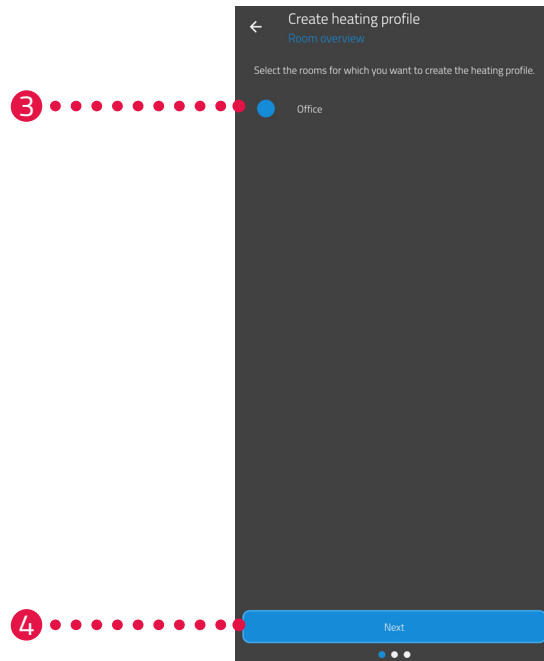 Create heating profile
Room overview
Select the rooms for which you want to create the heating profile.
3
Office
4
Next